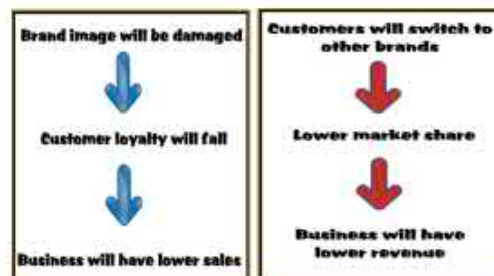 Brand image will be damaged
Customer loyalty will fall
Business will have lower sales
Customers will switch to
other brands
Lower market share
Business will have
lower revenue